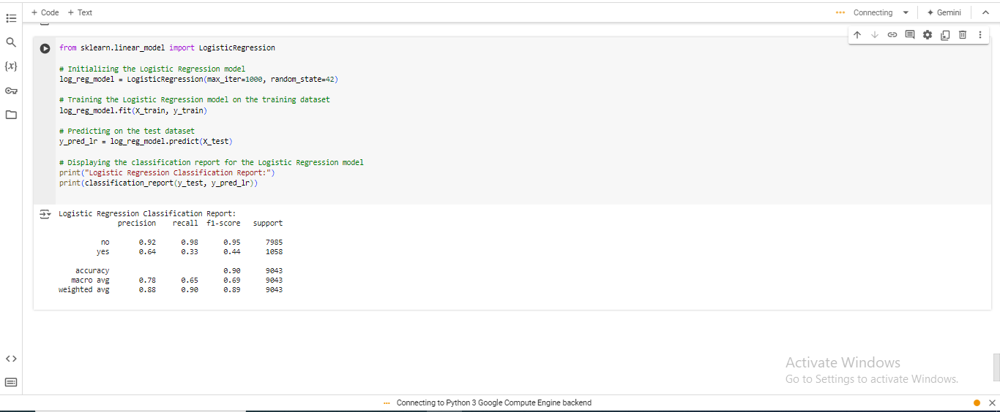 + Code + Text
Connecting
Gemini
from sklearn.linear_model import LogisticRegression
# Initializing the Logistic Regression model
log_reg_model = LogisticRegression(max_iter=1000, random_state=42)
# Training the Logistic Regression model on the training dataset
log_reg_model.fit(X_train, y_train)
# Predicting on the test dataset
y_pred_lr = log_reg_model.predict(X_test)
# Displaying the classification report for the Logistic Regression model
print("Logistic Regression Classification Report:")
print(classification_report(y_test, y_pred_lr))
Logistic Regression Classification Report:
precision recall f1-score support
no 0.92 0.98 0.95 7985
yes 0.64 0.33 0.44 1058
accuracy 0.90 9043
macro avg 0.78 0.65 0.69 9043
weighted avg 0.88 0.90 0.89 9043
Activate Windows
Go to Settings to activate Windows.
Connecting to Python 3 Google Compute Engine backend